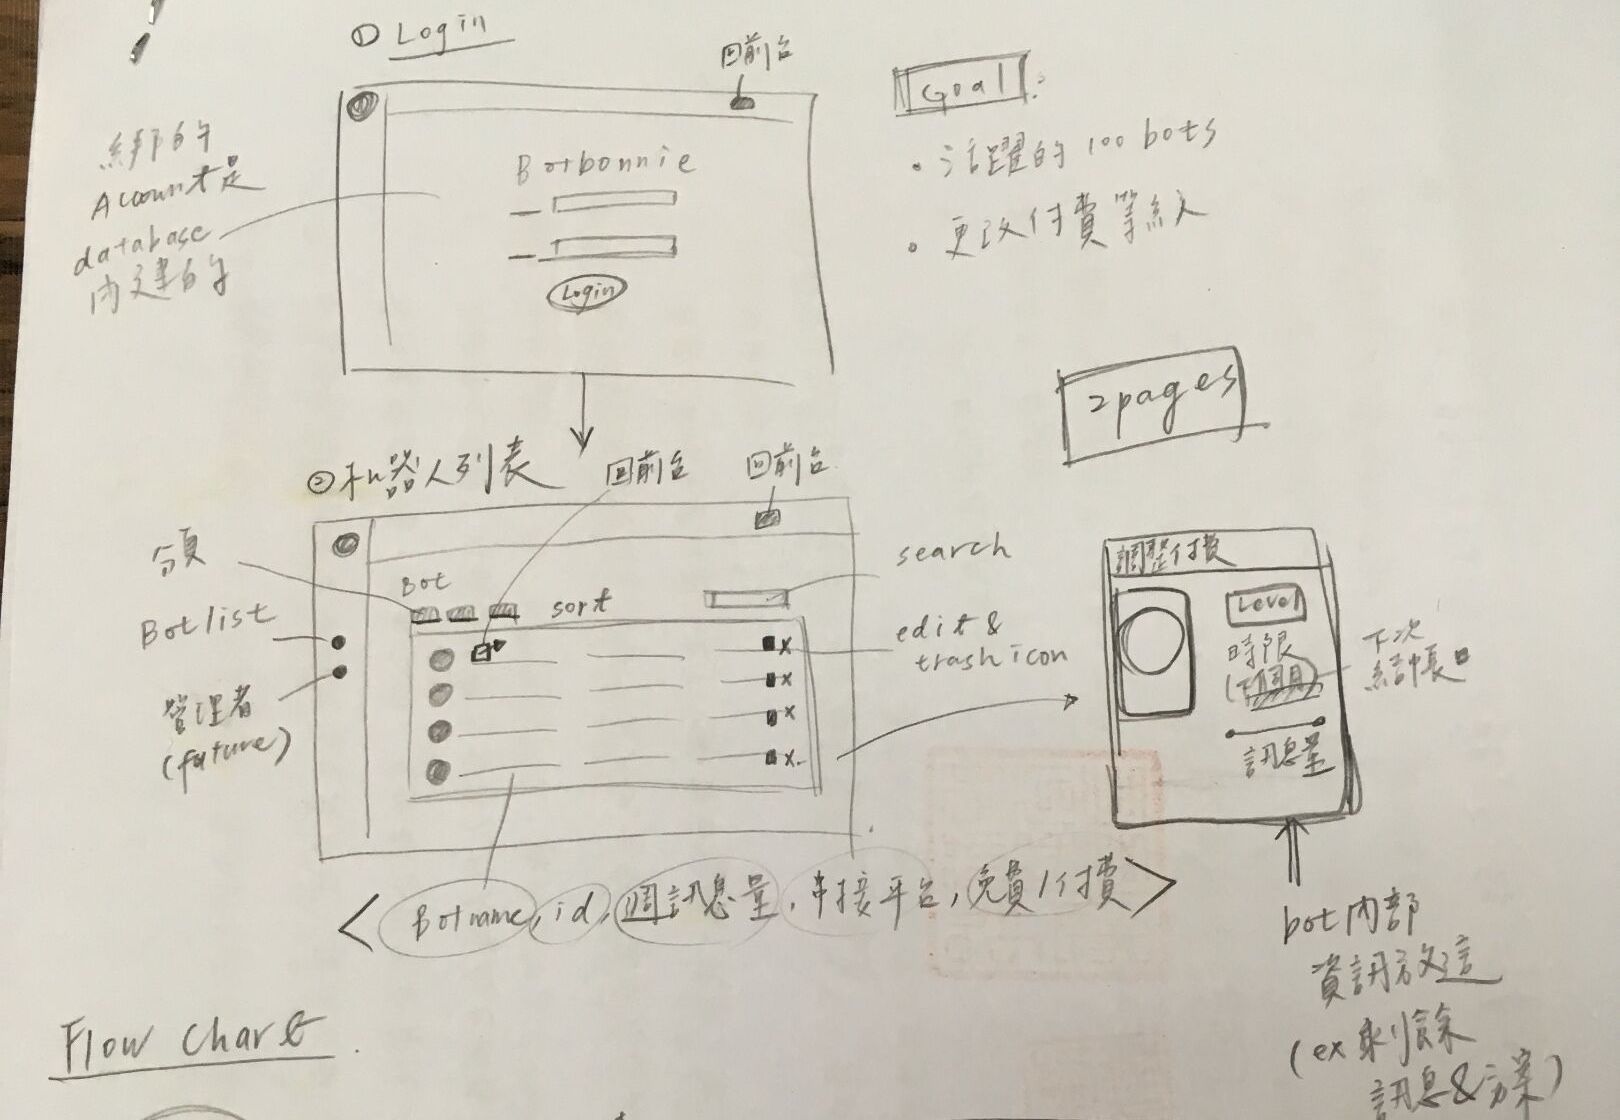 ① Login
回前台
Goal:
• 活躍的 100 bots
• 更改付費等級
綁的
Account是
database
內建的
Botbonnie
Login
2pages
② 机器人列表
回前台
回前台
分頁
Botlist
管理者
(future)
Bot
sort
search
edit &
trash icon
調整付費
Level
時限
(1個月)
訊息量
下次
結帳日
<Botname, id, 週訊息量, 串接平台, 免費/付費>
bot內部
資訊放這
(ex 剩餘
訊息&方案)
Flow Chart